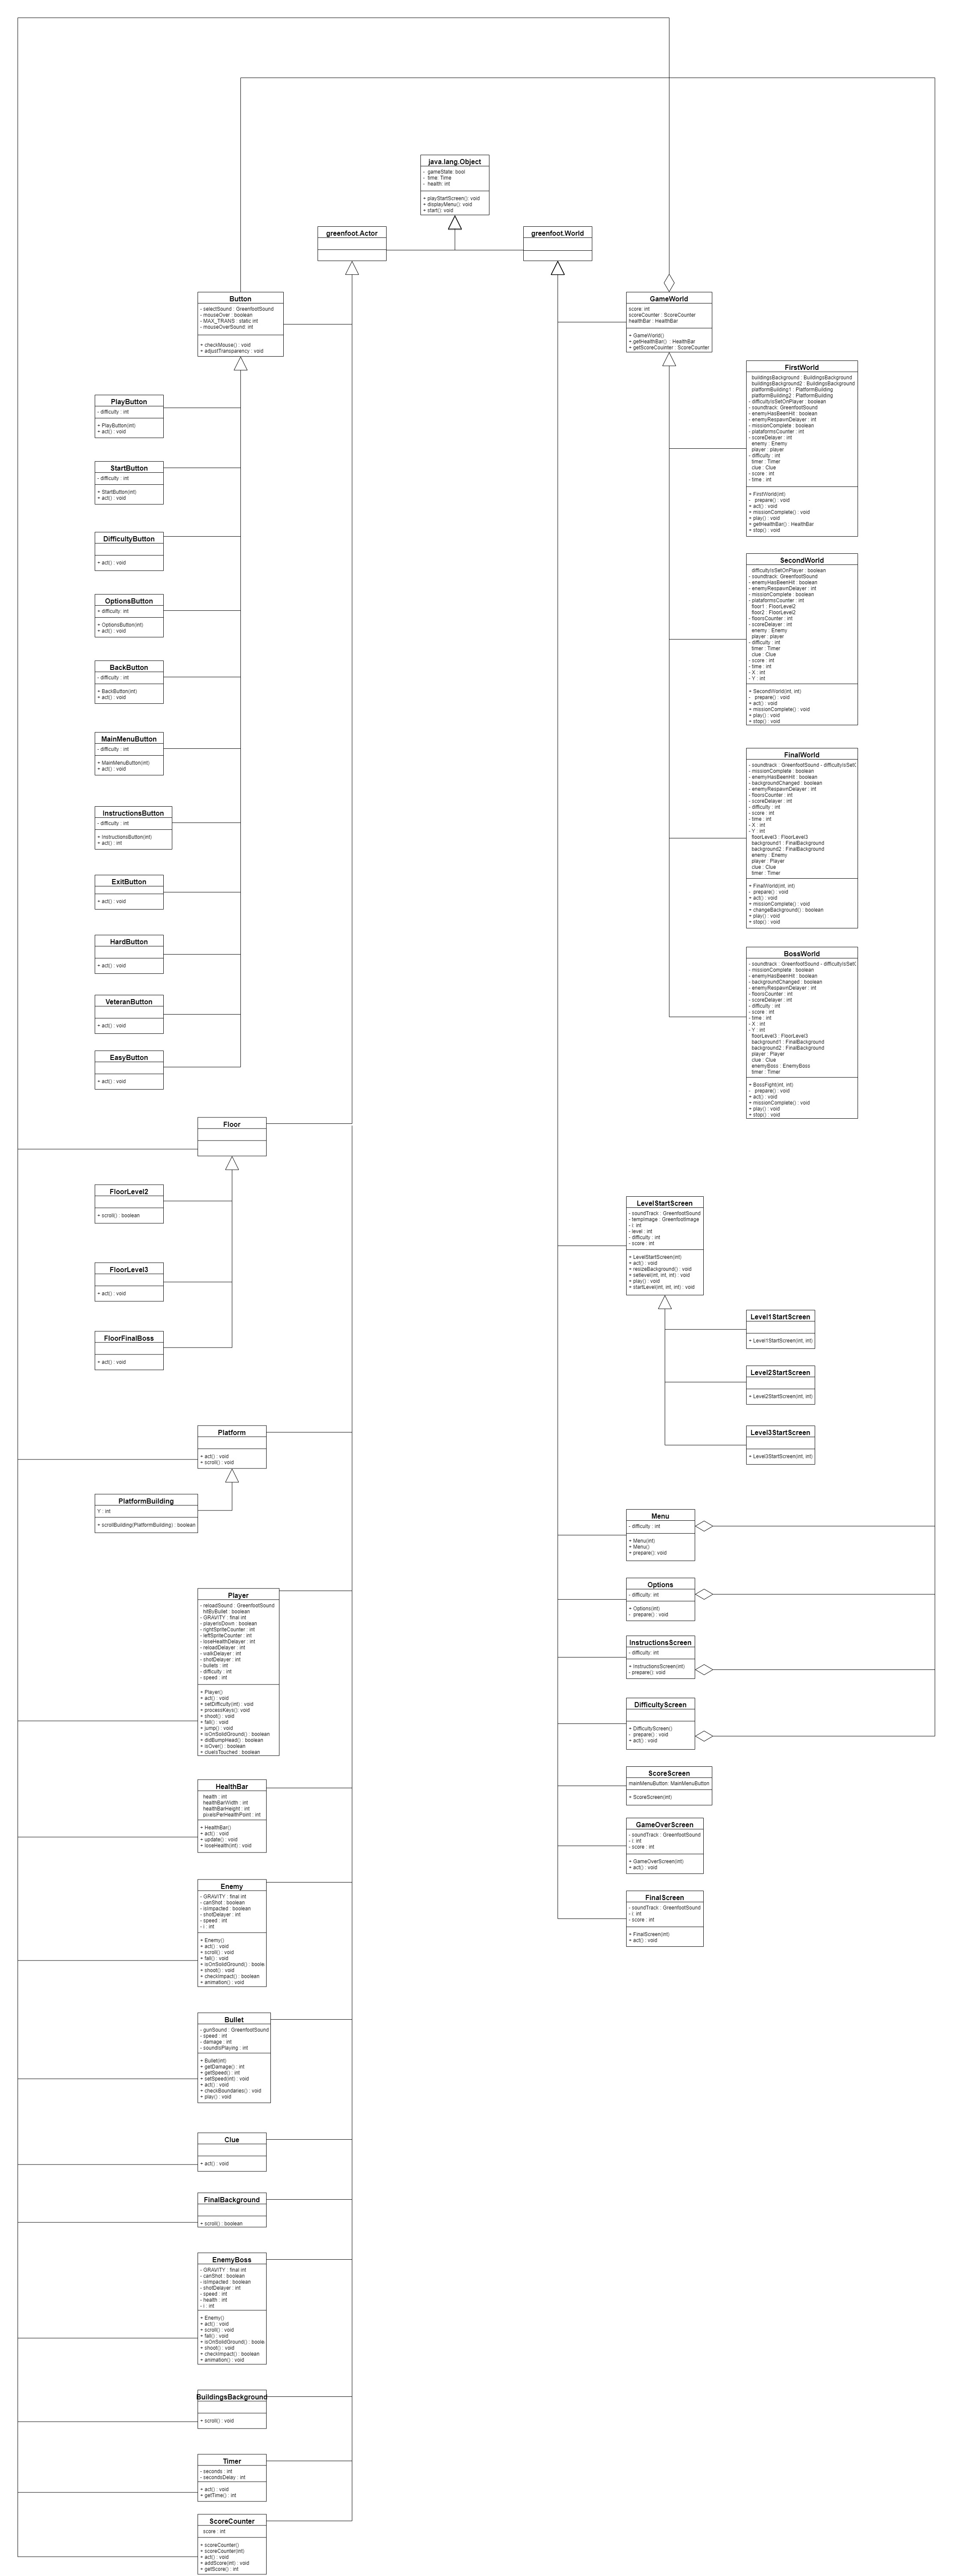 java.lang.Object
- gameState: bool
- time: Time
- health: int
+ playStartScreen(): void
+ displayMenu(): void
+ start(): void
greenfoot.Actor
greenfoot.World
Button
- selectSound : GreenfootSound
- mouseOver : boolean
- MAX_TRANS : static int
- mouseOverSound: int
+ checkMouse() : void
+ adjustTransparency : void
PlayButton
- difficulty : int
+ PlayButton(int)
+ act() : void
StartButton
- difficulty : int
+ StartButton(int)
+ act() : void
DifficultyButton
+ act() : void
OptionsButton
+ difficulty: int
+ OptionsButton(int)
+ act() : void
BackButton
- difficulty : int
+ BackButton(int)
+ act() : void
MainMenuButton
- difficulty : int
+ MainMenuButton(int)
+ act() : void
InstructionsButton
- difficulty : int
+ instructionsButton(int)
+ act() : int
ExitButton
+ act() : void
HardButton
+ act() : void
VeteranButton
+ act() : void
EasyButton
+ act() : void
Floor
FloorLevel2
+ scroll() : boolean
FloorLevel3
+ act() : void
FloorFinalBoss
+ act() : void
Platform
+ act() : void
+ scroll() : void
PlatformBuilding
Y : int
+ scrollBuilding(PlatformBuilding) : boolean
Player
- reloadSound : GreenfootSound
hitByBullet : boolean
- GRAVITY : final int
- playerIsDown : boolean
- rightSpriteCounter : int
- leftSpriteCounter : int
- loseHealthDelayer : int
- reloadDelayer : int
- walkDelayer : int
- shotDelayer : int
- bullets : int
- difficulty : int
- speed : int
+ Player()
+ act() : void
+ setDifficulty(int) : void
+ processKeys() : void
+ shoot() : void
+ fall() : void
+ jump() : void
+ isOnSolidGround() : boolean
+ didBumpHead() : boolean
+ isOver() : boolean
+ clueIsTouched : boolean
HealthBar
health : int
healthBarWidth : int
healthBarHeight : int
pixelsPerHealthPoint : int
+ HealthBar()
+ act() : void
+ update() : void
+ loseHealth(int) : void
Enemy
- GRAVITY : final int
- canShot : boolean
- isImpacted : boolean
- shotDelayer : int
- speed : int
- i : int
+ Enemy()
+ act() : void
+ scroll() : void
+ fall() : void
+ isOnSolidGround() : boole
+ shoot() : void
+ checkImpact() : boolean
+ animation() : void
Bullet
- gunSound : GreenfootSound
- speed : int
- damage : int
- soundIsPlaying : int
+ Bullet(int)
+ getDamage() : int
+ getSpeed() : int
+ setSpeed(int) : void
+ act() : void
+ checkBoundaries() : void
+ play() : void
Clue
+ act() : void
FinalBackground
+ scroll() : boolean
EnemyBoss
- GRAVITY : final int
- canShot : boolean
- isImpacted : boolean
- shotDelayer : int
- speed : int
- health : int
- i : int
+ Enemy()
+ act() : void
+ scroll() : void
+ fall() : void
+ isOnSolidGround() : boole
+ shoot() : void
+ checkImpact() : boolean
+ animation() : void
BuildingsBackground
+ scroll() : void
Timer
- seconds : int
- secondsDelay : int
+ act() : void
+ getTime() : int
ScoreCounter
score : int
+ scoreCounter()
+ scoreCounter(int)
+ act() : void
+ addScore(int) : void
+ getScore() : int
GameWorld
score: int
scoreCounter : ScoreCounter
healthBar : HealthBar
+ GameWorld()
+ getHealthBar() : HealthBar
+ getScoreCoiumter : ScoreCounter
FirstWorld
buildingsBackground : BuildingsBackground
buildingsBackground2 : BuildingsBackground
platformBuilding1 : PlatformBuilding
platformBuilding2 : PlatformBuilding
- difficultyIsSetOnPlayer : boolean
- soundtrack: GreenfootSound
- enemyHasBeenHit : boolean
- enemyRespawnDelayer : int
- missionComplete : boolean
- plataformsCounter : int
- scoreDelayer : int
enemy : Enemy
player : player
- difficulty : int
timer : Timer
clue : Clue
- score : int
- time : int
+ FirstWorld(int)
- prepare() : void
+ act() : void
+ missionComplete() : void
+ play() : void
+ getHealthBar() : HealthBar
+ stop() : void
SecondWorld
difficultyIsSetOnPlayer : boolean
- soundtrack: GreenfootSound
- enemyHasBeenHit : boolean
- enemyRespawnDelayer : int
- missionComplete : boolean
- plataformsCounter : int
floor1 : FloorLevel2
floor2 : FloorLevel2
- floorsCounter : int
- scoreDelayer : int
enemy : Enemy
player : player
- difficulty : int
timer : Timer
clue : Clue
- score : int
- time : int
- X : int
- Y : int
+ SecondWorld(int, int)
- prepare() : void
+ act() : void
+ missionComplete() : void
+ play() : void
+ stop() : void
FinalWorld
- soundtrack : GreenfootSound - difficultyIsSet(
- missionComplete : boolean
- enemyHasBeenHit : boolean
- backgroundChanged : boolean
- enemyRespawnDelayer : int
- floorsCounter : int
- scoreDelayer : int
- difficulty : int
- score : int
- time : int
- X : int
- Y : int
floorLevel3 : FloorLevel3
background1 : FinalBackground
background2 : FinalBackground
enemy : Enemy
player : Player
clue : Clue
timer : Timer
+ FinalWorld(int, int)
- prepare() : void
+ act() : void
+ missionComplete() : void
+ changeBackground() : boolean
+ play() : void
+ stop() : void
BossWorld
- soundtrack : GreenfootSound - difficultyIsSet(
- missionComplete : boolean
- enemyHasBeenHit : boolean
- backgroundChanged : boolean
- enemyRespawnDelayer : int
- floorsCounter : int
- scoreDelayer : int
- difficulty : int
- score : int
- time : int
- X : int
- Y : int
floorLevel3 : FloorLevel3
background1 : FinalBackground
background2 : FinalBackground
player : Player
clue : Clue
enemyBoss : EnemyBoss
timer : Timer
+ BossFight(int, int)
- prepare() : void
+ act() : void
+ missionComplete() : void
+ play() : void
+ stop() : void
LevelStartScreen
- soundTrack : GreenfootSound
- tempImage : GreenfootImage
- i: int
- level : int
- difficulty : int
- score : int
+ LevelStartScreen(int)
+ act() : void
+ resizeBackground() : void
+ setlevel(int, int, int) : void
+ play() : void
+ startLevel(int, int, int) : void
Level1StartScreen
+ Level1StartScreen(int, int)
Level2StartScreen
+ Level2StartScreen(int, int)
Level3StartScreen
+ Level3StartScreen(int, int)
Menu
- difficulty : int
+ Menu(int)
+ Menu()
+ prepare(): void
Options
- difficulty: int
+ Options(int)
- prepare() : void
InstructionsScreen
- difficulty: int
+ InstructionsScreen(int)
- prepare(): void
DifficultyScreen
+ DifficultyScreen()
- prepare() : void
+ act() : void
ScoreScreen
mainMenuButton: MainMenuButton
+ ScoreScreen(int)
GameOverScreen
- soundTrack : GreenfootSound
- i: int
- score : int
+ GameOverScreen(int)
+ act() : void
FinalScreen
- soundTrack : GreenfootSound
- i: int
- score : int
+ FinalScreen(int)
+ act() : void